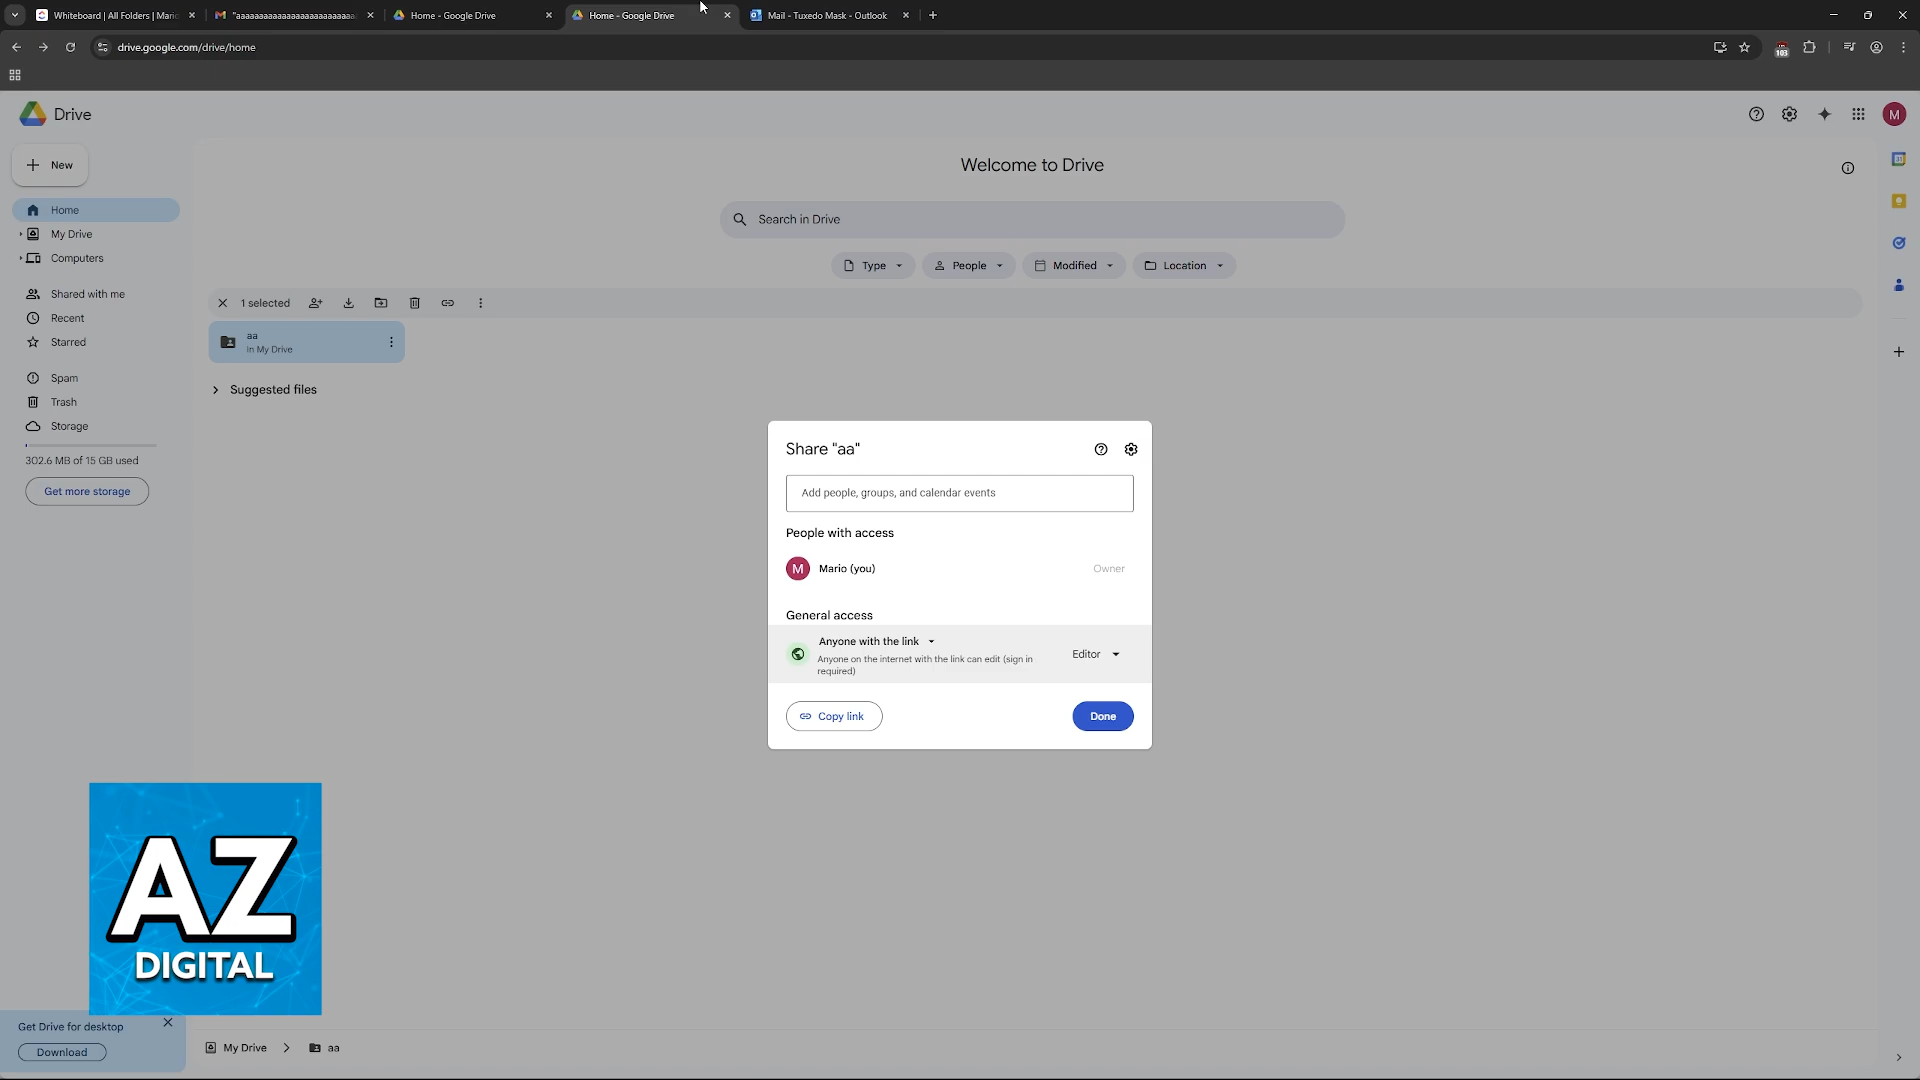 Whiteboard | All Folders | Mario
"aaaaaaaaaaaaaaaaaaaaaaaaaa
Home - Google Drive
Home - Google Drive
Mail - Tuxedo Mask - Outlook
drive.google.com/drive/home
103
Drive
M
New
Welcome to Drive
31
Search in Drive
Home
My Drive
Computers
Type
People
Modified
Location
Shared with me
Recent
Starred
1 selected
aa
In My Drive
Spam
Trash
Storage
Suggested files
302.6 MB of 15 GB used
Get more storage
Share "aa"
Add people, groups, and calendar events
People with access
M
Mario (you)
Owner
General access
Anyone with the link
Anyone on the internet with the link can edit (sign in
required)
Editor
Copy link
Done
AZ
DIGITAL
Get Drive for desktop
Download
My Drive
aa